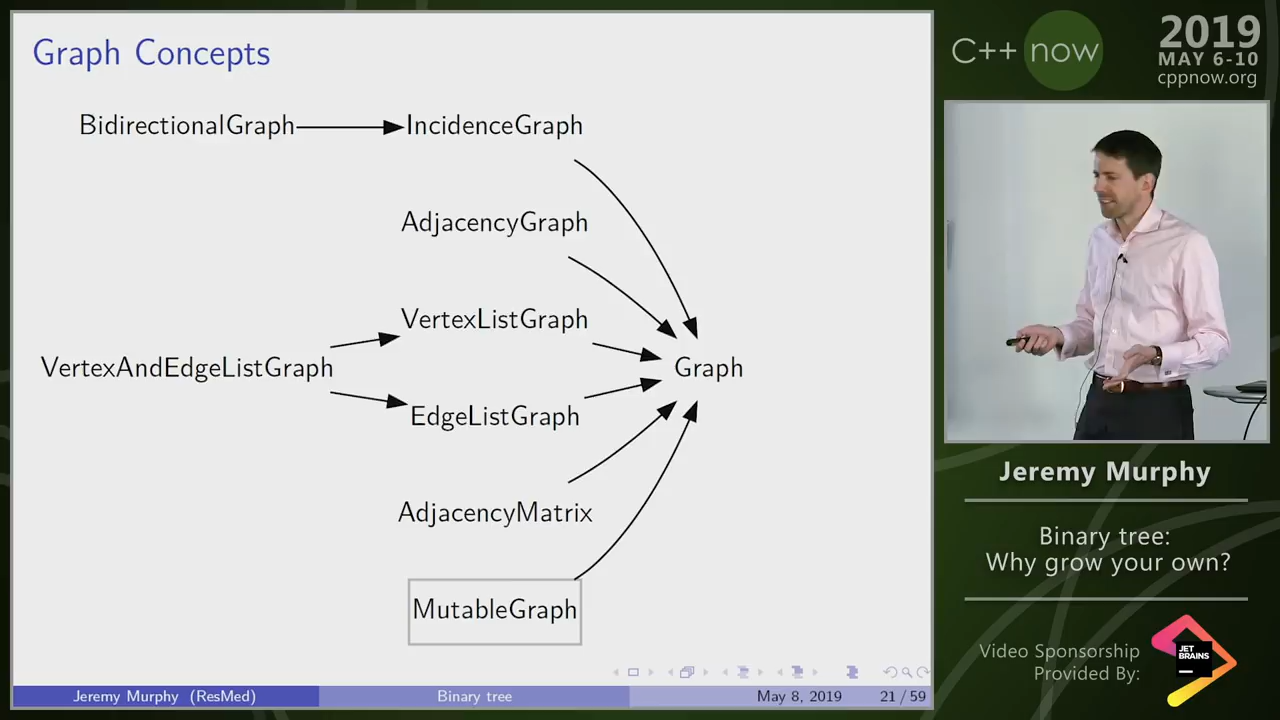 Graph Concepts
BidirectionalGraph
IncidenceGraph
AdjacencyGraph
VertexListGraph
VertexAndEdgeListGraph
Graph
EdgeListGraph
AdjacencyMatrix
MutableGraph
Jeremy Murphy (ResMed)
Binary tree
May 8, 2019
21 / 59
C++ now
2019
MAY 6-10
cppnow.org
Jeremy Murphy
Binary tree:
Why grow your own?
Video Sponsorship
Provided By:
JET
BRAINS